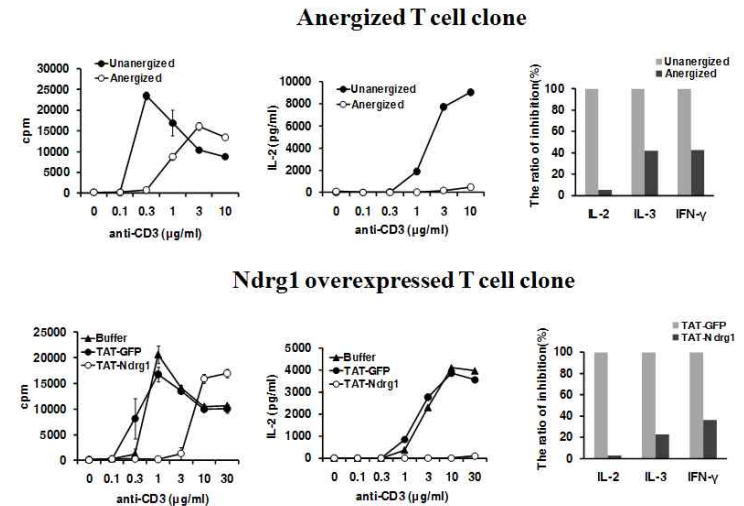 Anergized T cell clone
Unanergized
Anergized
30000
25000
20000
15000
10000
5000
0
cpm
0 0.1 0.3 1 3 10
anti-CD3 (μg/ml)
Unanergized
Anergized
10000
8000
6000
4000
2000
0
IL-2 (pg/ml)
0 0.1 0.3 1 3 10
anti-CD3 (μg/ml)
Unanergized
Anergized
100
80
60
40
20
0
The ratio of inhibition(%)
IL-2 IL-3 IFN-γ
Ndrg1 overexpressed T cell clone
Buffer
TAT-GFP
TAT-Ndrg1
25000
20000
15000
10000
5000
0
cpm
0 0.1 0.3 1 3 10 30
anti-CD3 (μg/ml)
Buffer
TAT-GFP
TAT-Ndrg1
5000
4000
3000
2000
1000
0
IL-2 (pg/ml)
0 0.1 0.3 1 3 10 30
anti-CD3 (μg/ml)
TAT-GFP
TAT-Ndrg1
100
80
60
40
20
0
The ratio of inhibition(%)
IL-2 IL-3 IFN-γ